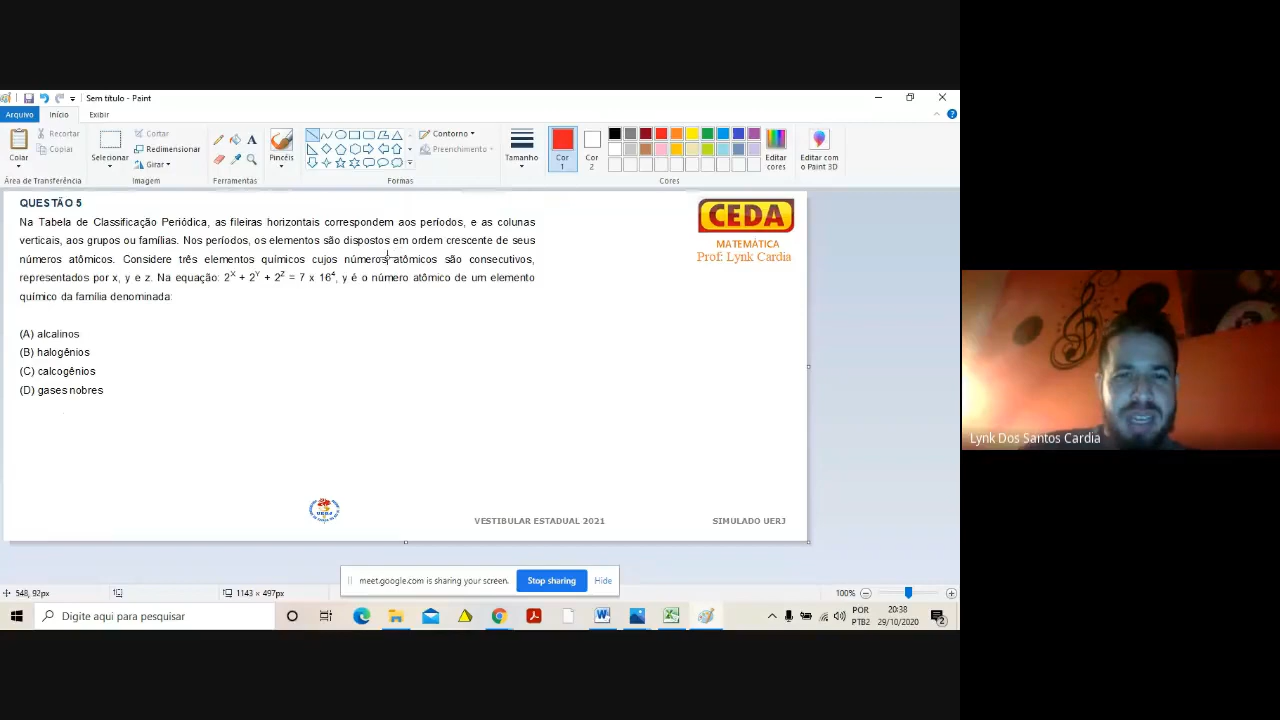 Sem título - Paint
Arquivo
Início
Exibir
Colar
Recortar
Copiar
Área de Transferência
Selecionar
Cortar
Redimensionar
Girar
Imagem
Ferramentas
Pincéis
Contorno
Preenchimento
Formas
Tamanho
Cor 1
Cor 2
Editar cores
Editar com o Paint 3D
Cores
QUESTÃO 5
Na Tabela de Classificação Periódica, as fileiras horizontais correspondem aos períodos, e as colunas
verticais, aos grupos ou famílias. Nos períodos, os elementos são dispostos em ordem crescente de seus
números atômicos. Considere três elementos químicos cujos números atômicos são consecutivos,
representados por x, y e z. Na equação: 2^X + 2^Y + 2^Z = 7 x 16^4, y é o número atômico de um elemento
químico da família denominada:
(A) alcalinos
(B) halogênios
(C) calcogênios
(D) gases nobres
CEDA
MATEMÁTICA
Prof: Lynk Cardia
UERJ
VESTIBULAR ESTADUAL 2021
SIMULADO UERJ
Lynk Dos Santos Cardia
meet.google.com is sharing your screen.
Stop sharing
Hide
548, 92px
1143 × 497px
100%
Digite aqui para pesquisar
POR
PTB2
20:38
29/10/2020
2